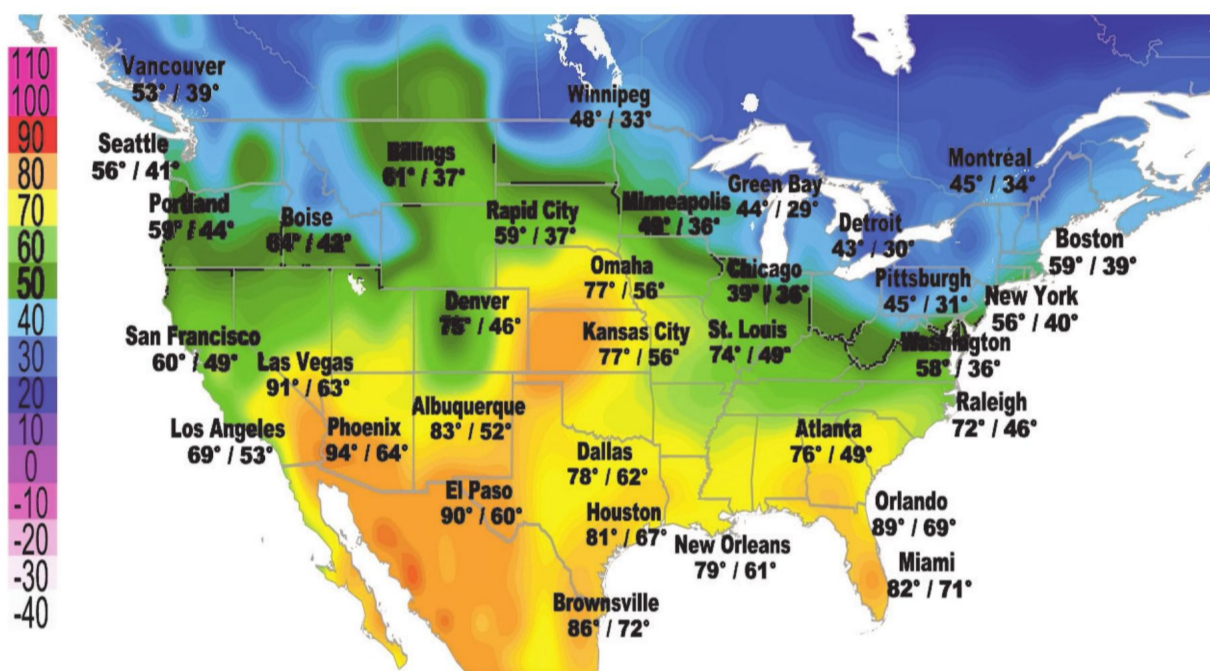 110
100
90
80
70
60
50
40
30
20
10
0
-10
-20
-30
-40
Vancouver
53° / 39°
Seattle
56° / 41°
Portland
/ 44°
Boise
/ 42°
Billings
61° / 37°
Winnipeg
48° / 33°
Rapid City
59° / 37°
Minneapolis
/ 36°
Green Bay
44° / 29°
Detroit
43° / 30°
Montréal
45° / 34°
Boston
59° / 39°
New York
56° / 40°
Pittsburgh
45° / 31°
Chicago
39° / 36°
Omaha
77° / 56°
Denver
/ 46°
Kansas City
77° / 56°
St. Louis
74° / 49°
Washington
58° / 36°
Raleigh
72° / 46°
San Francisco
60° / 49°
Las Vegas
91° / 63°
Los Angeles
69° / 53°
Phoenix
94° / 64°
Albuquerque
83° / 52°
El Paso
90° / 60°
Dallas
78° / 62°
Houston
81° / 67°
New Orleans
79° / 61°
Atlanta
76° / 49°
Orlando
89° / 69°
Miami
82° / 71°
Brownsville
86° / 72°